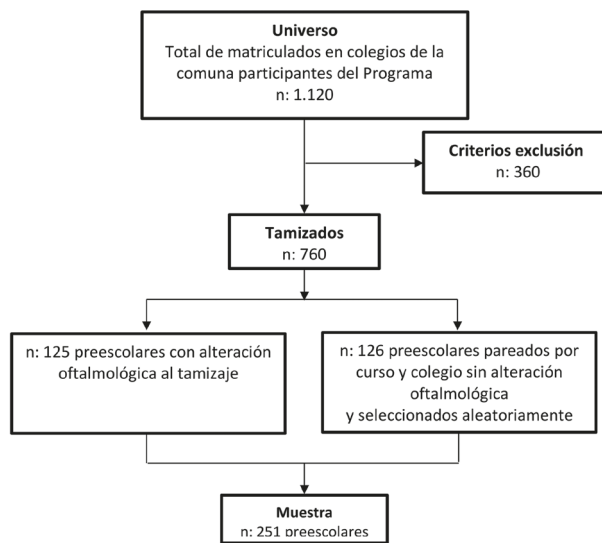 Universo
Total de matriculados en colegios de la
comuna participantes del Programa
n: 1.120
Criterios exclusión
n: 360
Tamizados
n: 760
n: 125 preescolares con alteración
oftalmológica al tamizaje
n: 126 preescolares pareados por
curso y colegio sin alteración
oftalmológica
y seleccionados aleatoriamente
Muestra
n: 251 preescolares